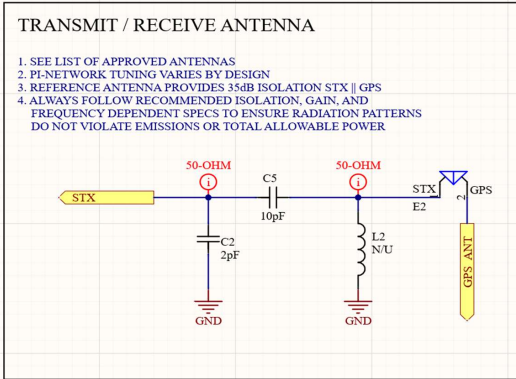 TRANSMIT / RECEIVE ANTENNA
1. SEE LIST OF APPROVED ANTENNAS
2. PI-NETWORK TUNING VARIES BY DESIGN
3. REFERENCE ANTENNA PROVIDES 35dB ISOLATION STX || GPS
4. ALWAYS FOLLOW RECOMMENDED ISOLATION, GAIN, AND
FREQUENCY DEPENDENT SPECS TO ENSURE RADIATION PATTERNS
DO NOT VIOLATE EMISSIONS OR TOTAL ALLOWABLE POWER
50-OHM
i
50-OHM
i
C5
10pF
STX
STX
1
E2
2
GPS
C2
2pF
L2
N/U
GPS ANT
GND
GND